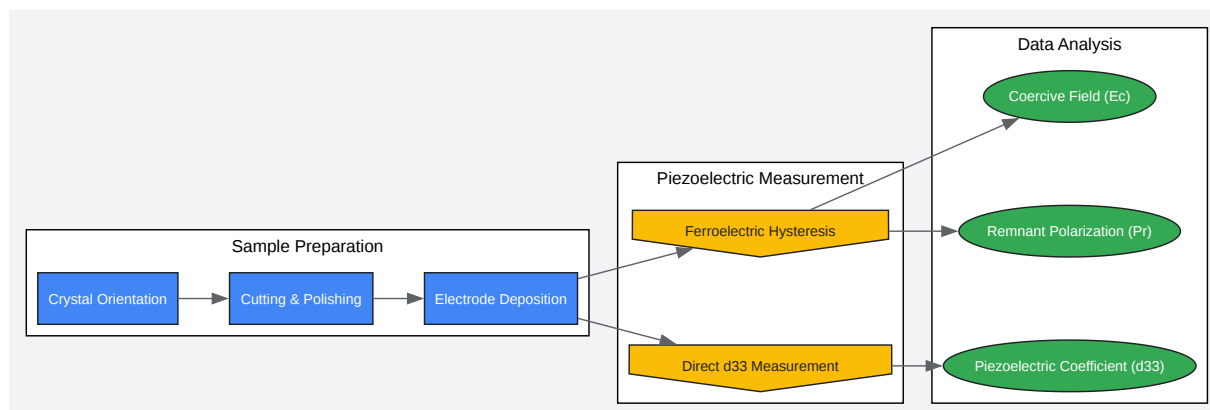 Sample Preparation
Crystal Orientation
Cutting & Polishing
Electrode Deposition
Piezoelectric Measurement
Ferroelectric Hysteresis
Direct d33 Measurement
Data Analysis
Coercive Field (Ec)
Remnant Polarization (Pr)
Piezoelectric Coefficient (d33)